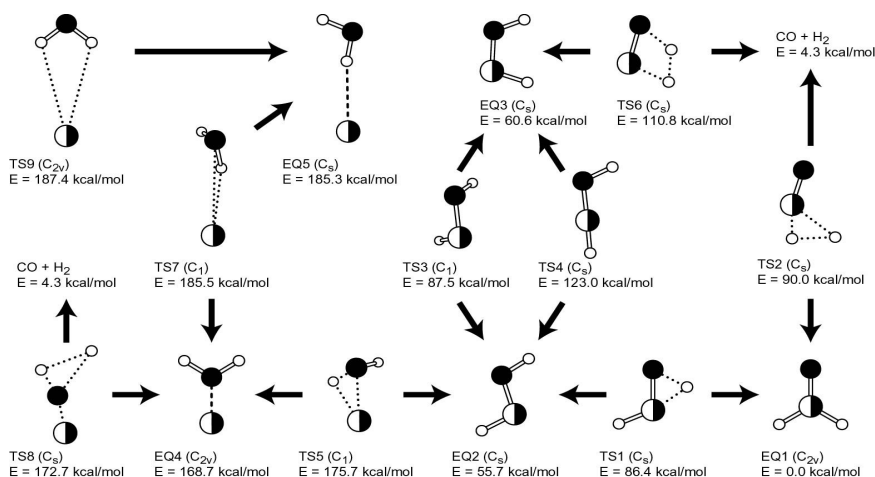 CO + H2
E = 4.3 kcal/mol
EQ3 (Cs)
E = 60.6 kcal/mol
TS6 (Cs)
E = 110.8 kcal/mol
TS9 (C2v)
E = 187.4 kcal/mol
EQ5 (Cs)
E = 185.3 kcal/mol
CO + H2
E = 4.3 kcal/mol
TS7 (C1)
E = 185.5 kcal/mol
TS3 (C1)
E = 87.5 kcal/mol
TS4 (Cs)
E = 123.0 kcal/mol
TS2 (Cs)
E = 90.0 kcal/mol
TS8 (Cs)
E = 172.7 kcal/mol
EQ4 (C2v)
E = 168.7 kcal/mol
TS5 (C1)
E = 175.7 kcal/mol
EQ2 (Cs)
E = 55.7 kcal/mol
TS1 (Cs)
E = 86.4 kcal/mol
EQ1 (C2v)
E = 0.0 kcal/mol